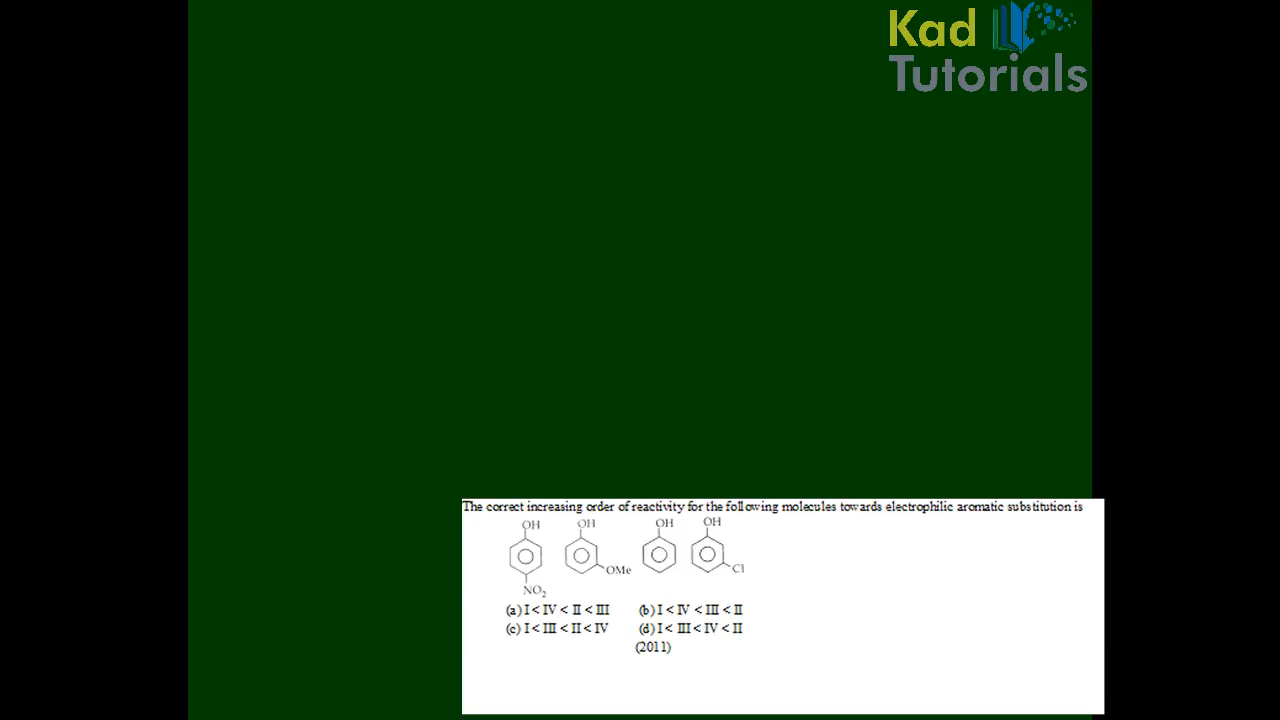 Kad
Tutorials
The correct increasing order of reactivity for the following molecules towards electrophilic aromatic substitution is
OH OH OH OH
OMe Cl
NO2
(a) I < IV < II < III (b) I < IV < III < II
(c) I < III < II < IV (d) I < III < IV < II
(2011)